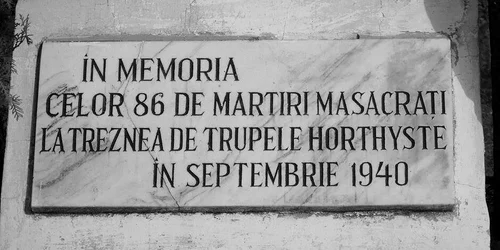 ÎN MEMORIA
CELOR 86 DE MARTIRI MASACRAȚI
LA TREZNEA DE TRUPELE HORTHYSTE
ÎN SEPTEMBRIE 1940